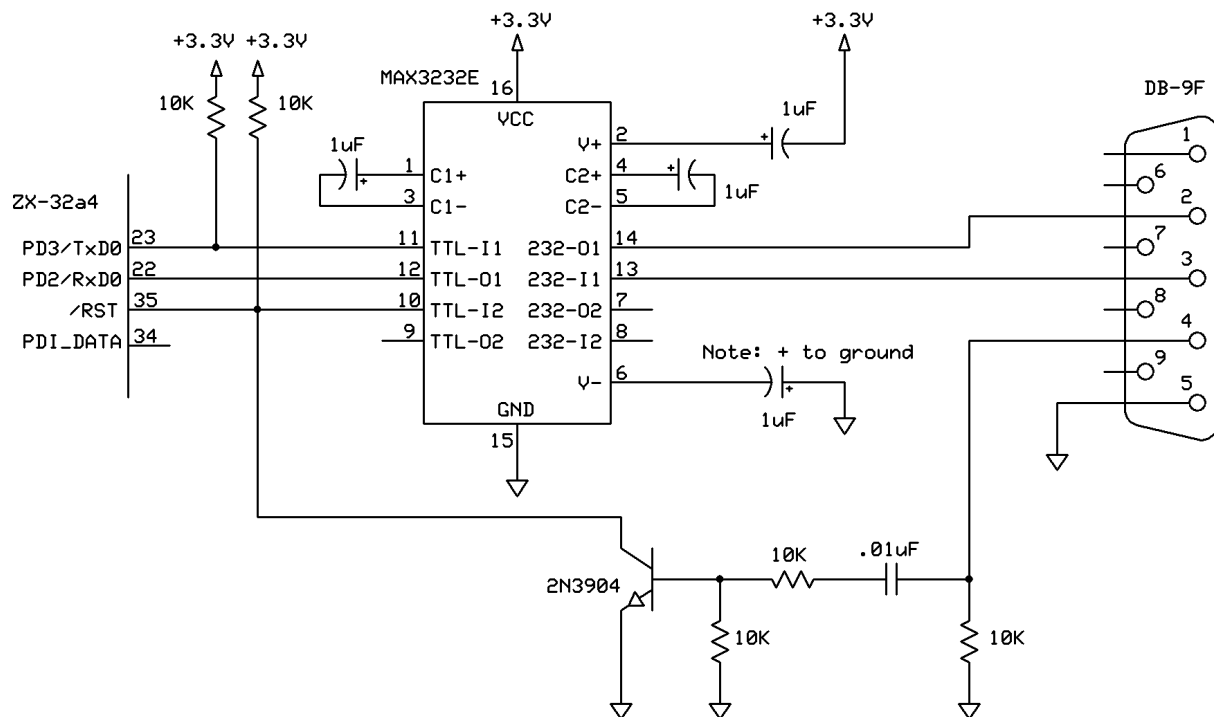 +3.3V
+3.3V
+3.3V
+3.3V
10K
10K
MAX3232E
16
VCC
DB-9F
1uF
1uF
1
C1+
3
C1-
V+
2
C2+
4
C2-
5
1uF
ZX-32a4
PD3/TxD0
23
PD2/RxD0
22
/RST
35
PDI_DATA
34
11
TTL-I1
12
TTL-O1
10
TTL-I2
9
TTL-O2
232-O1
14
232-I1
13
232-O2
7
232-I2
8
V-
6
GND
15
Note: + to ground
1uF
1
6
2
7
3
8
4
9
5
2N3904
10K
.01uF
10K
10K